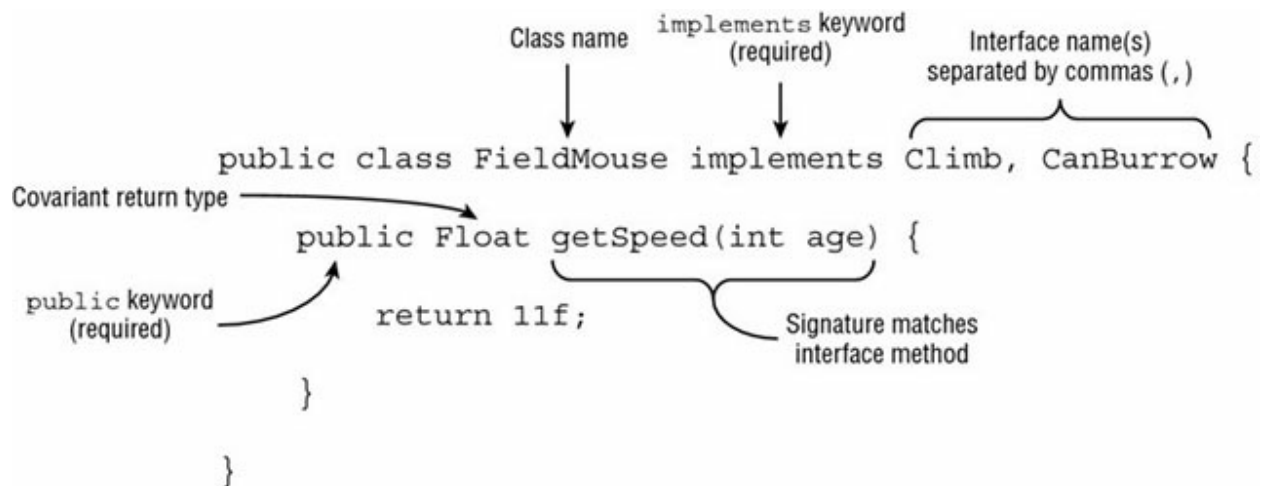 Class name
implements keyword
(required)
Interface name(s)
separated by commas (,)
public class FieldMouse implements Climb, CanBurrow {
Covariant return type
public Float getSpeed(int age) {
public keyword
(required)
return 11f;
Signature matches
interface method
}
}